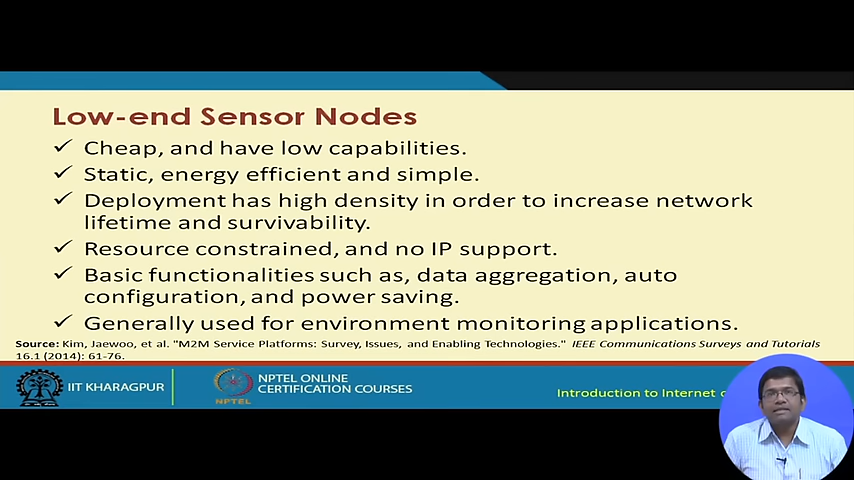 Low-end Sensor Nodes
✓ Cheap, and have low capabilities.
✓ Static, energy efficient and simple.
✓ Deployment has high density in order to increase network
lifetime and survivability.
✓ Resource constrained, and no IP support.
✓ Basic functionalities such as, data aggregation, auto
configuration, and power saving.
✓ Generally used for environment monitoring applications.
Source: Kim, Jaewoo, et al. "M2M Service Platforms: Survey, Issues, and Enabling Technologies." IEEE Communications Surveys and Tutorials
16.1 (2014): 61-76.
IIT KHARAGPUR
NPTEL
NPTEL ONLINE
CERTIFICATION COURSES
Introduction to Internet